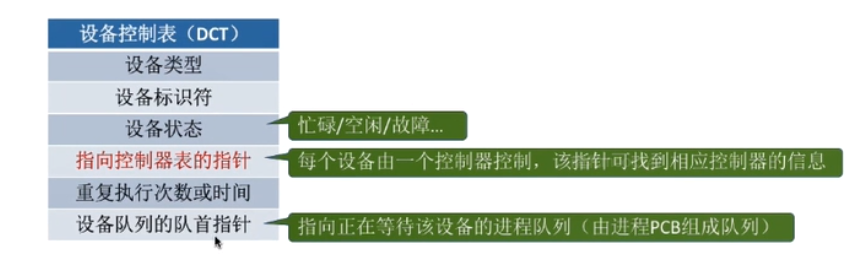 设备控制表（DCT）
设备类型
设备标识符
设备状态
忙碌/空闲/故障...
指向控制器表的指针
每个设备由一个控制器控制，该指针可找到相应控制器的信息
重复执行次数或时间
设备队列的队首指针
指向正在等待该设备的进程队列（由进程PCB组成队列）